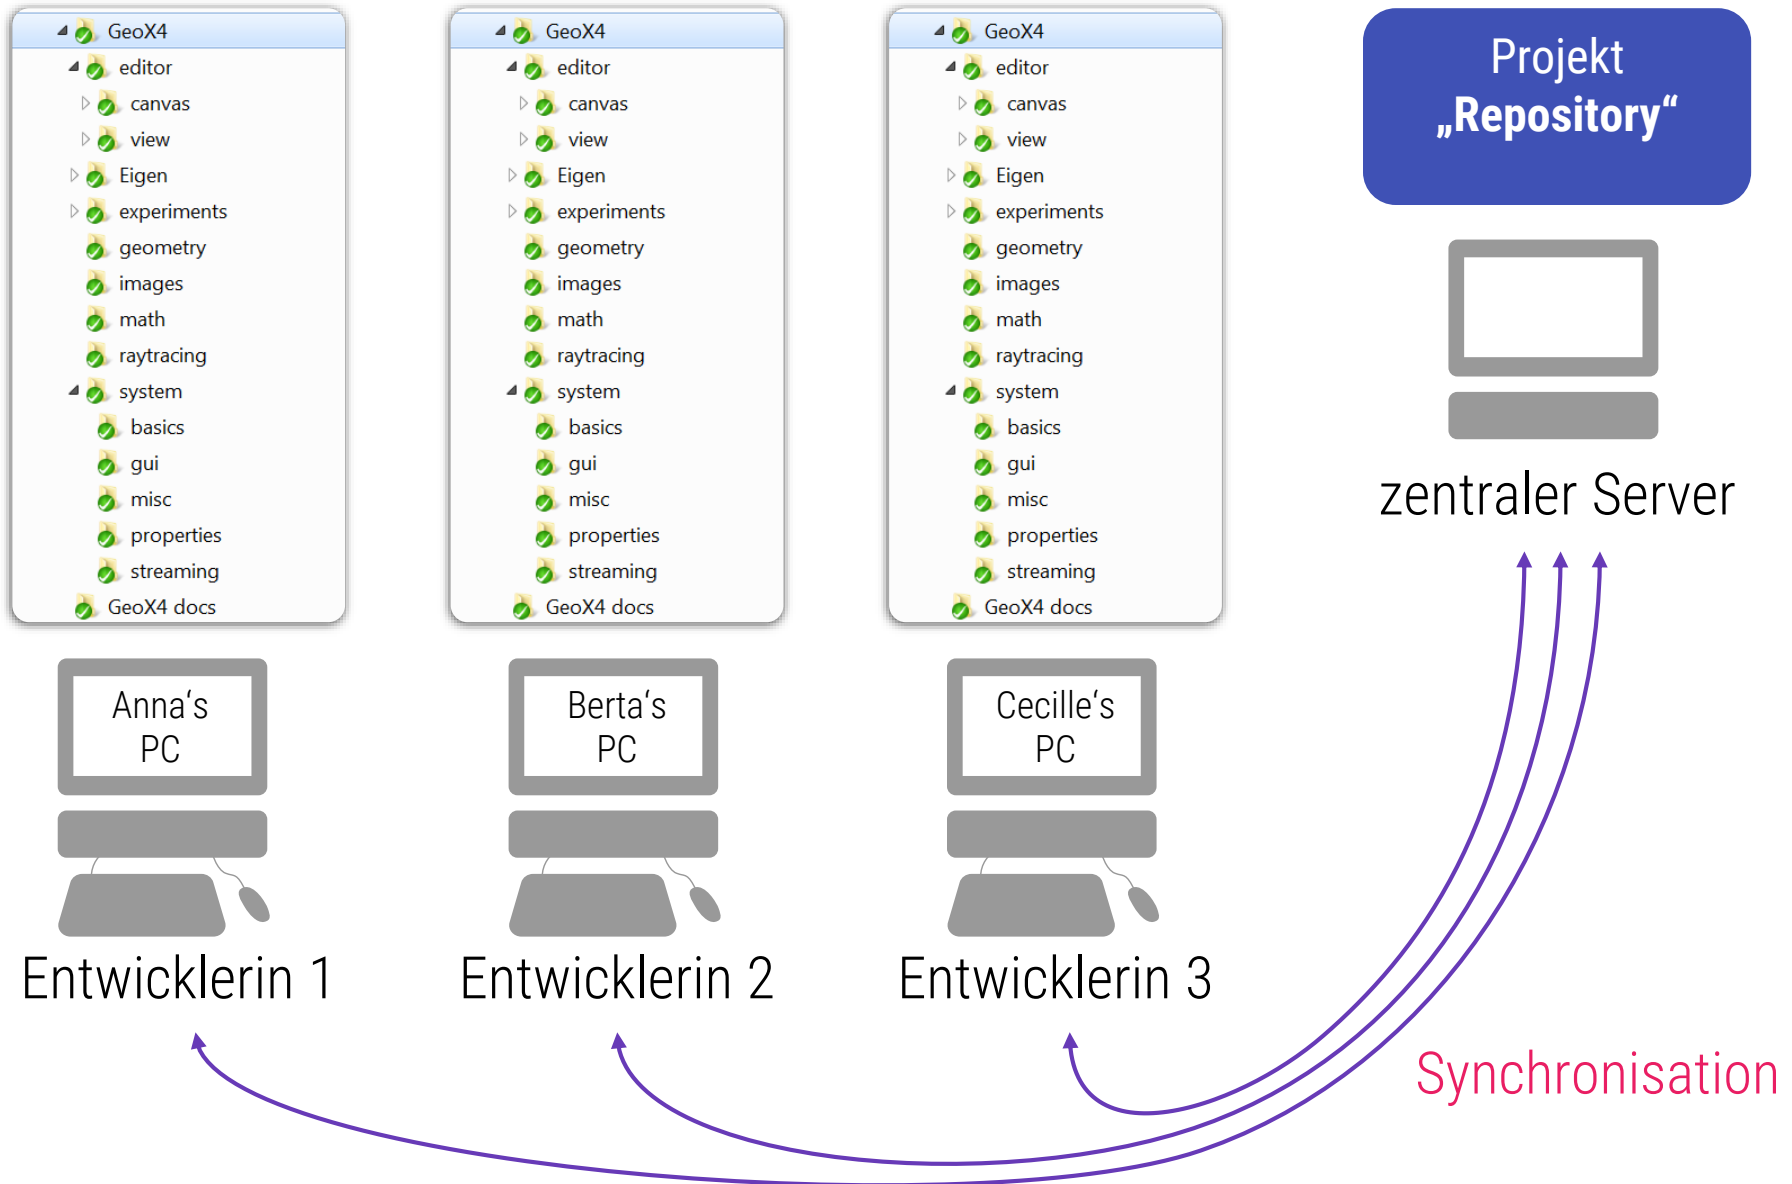 GeoX4
editor
canvas
view
Eigen
experiments
geometry
images
math
raytracing
system
basics
gui
misc
properties
streaming
GeoX4 docs
Anna‘s
PC
Entwicklerin 1
GeoX4
editor
canvas
view
Eigen
experiments
geometry
images
math
raytracing
system
basics
gui
misc
properties
streaming
GeoX4 docs
Berta‘s
PC
Entwicklerin 2
GeoX4
editor
canvas
view
Eigen
experiments
geometry
images
math
raytracing
system
basics
gui
misc
properties
streaming
GeoX4 docs
Cecille‘s
PC
Entwicklerin 3
Projekt
„Repository“
zentraler Server
Synchronisation